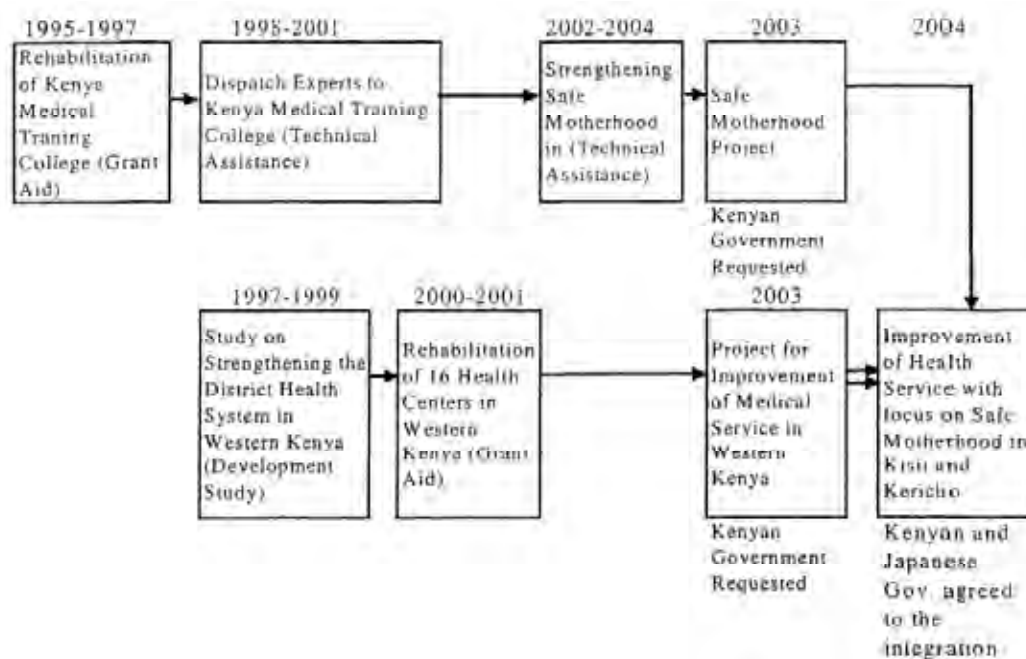 1995-1997
Rehabilitation
of Kenya
Medical
Traning
College (Grant
Aid)
1998-2001
Dispatch Experts to
Kenya Medical Training
College (Technical
Assistance)
2002-2004
Strengthening
Safe
Motherhood
in (Technical
Assistance)
2003
Safe
Motherhood
Project
Kenyan
Government
Requested
2004
1997-1999
Study on
Strengthening the
District Health
System in
Western Kenya
(Development
Study)
2000-2001
Rehabilitation
of 16 Health
Centers in
Western
Kenya (Grant
Aid)
2003
Project for
Improvement
of Medical
Service in
Western
Kenya
Kenyan
Government
Requested
Improvement
of Health
Service with
focus on Safe
Motherhood in
Kisii and
Kericho
Kenyan and
Japanese
Gov. agreed
to the
integration